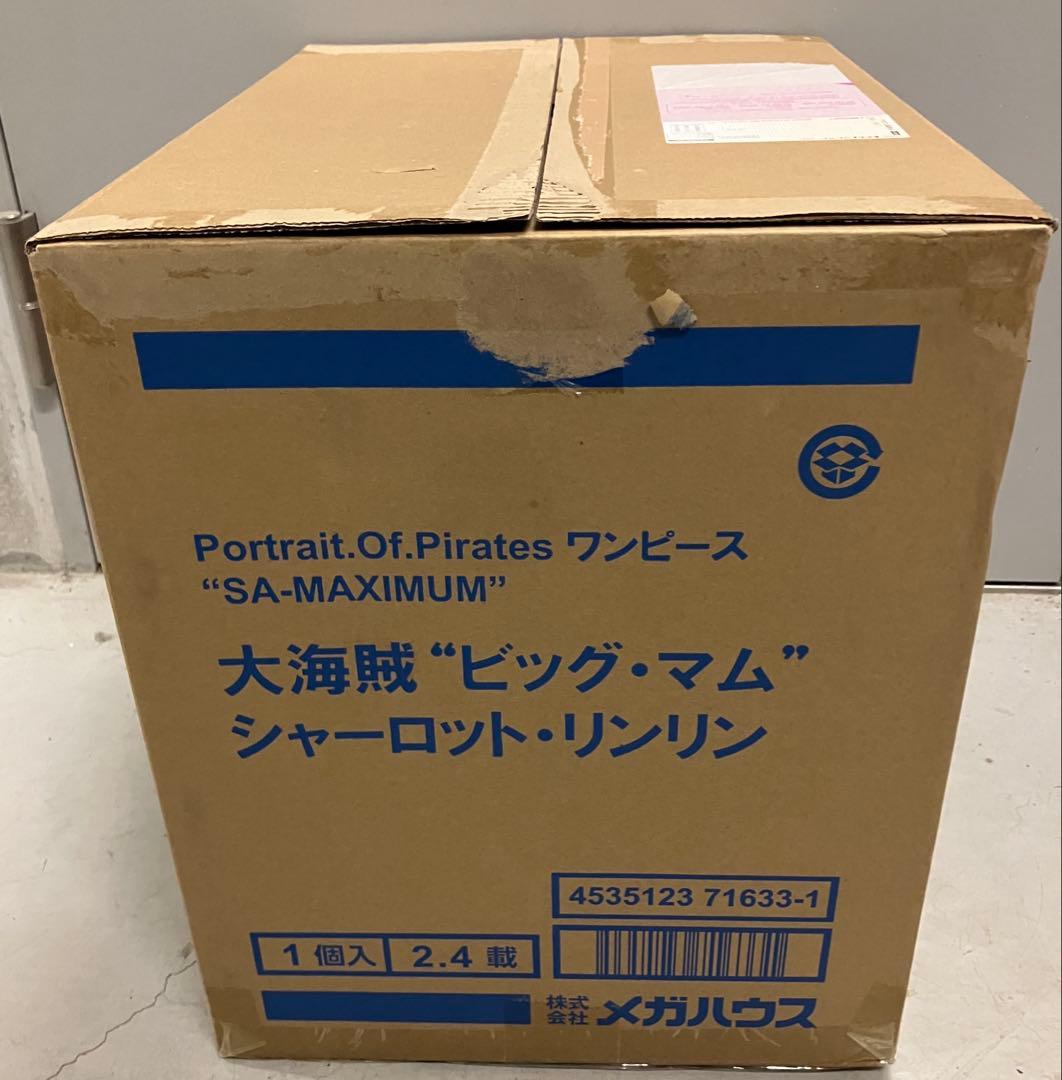 Portrait.Of.Pirates ワンピース
“SA-MAXIMUM”
大海賊“ビッグ・マム”
シャーロット・リンリン
4535123 71633-1
1個入 2.4 載
株式会社 メガハウス